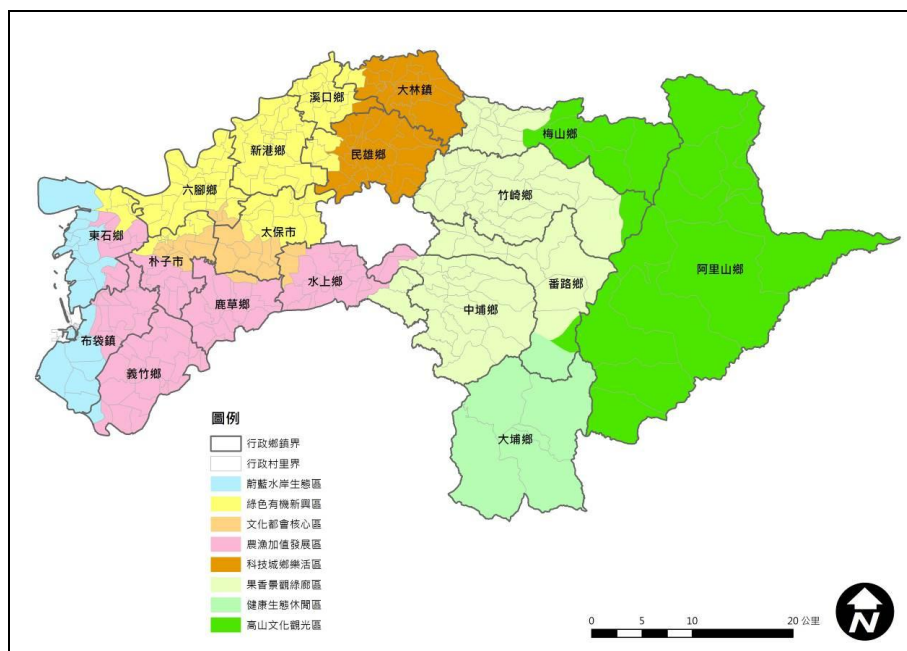 大林鎮
溪口鄉
梅山鄉
新港鄉
民雄鄉
六腳鄉
竹崎鄉
東石鄉
太保市
朴子市
水上鄉
阿里山鄉
番路鄉
鹿草鄉
中埔鄉
布袋鎮
義竹鄉
大埔鄉
圖例
行政鄉鎮界
行政村里界
蔚藍水岸生態區
綠色有機新興區
文化都會核心區
農漁加值發展區
科技城鄉樂活區
果香景觀綠廊區
健康生態休閒區
高山文化觀光區
0 5 10 20 公里
N